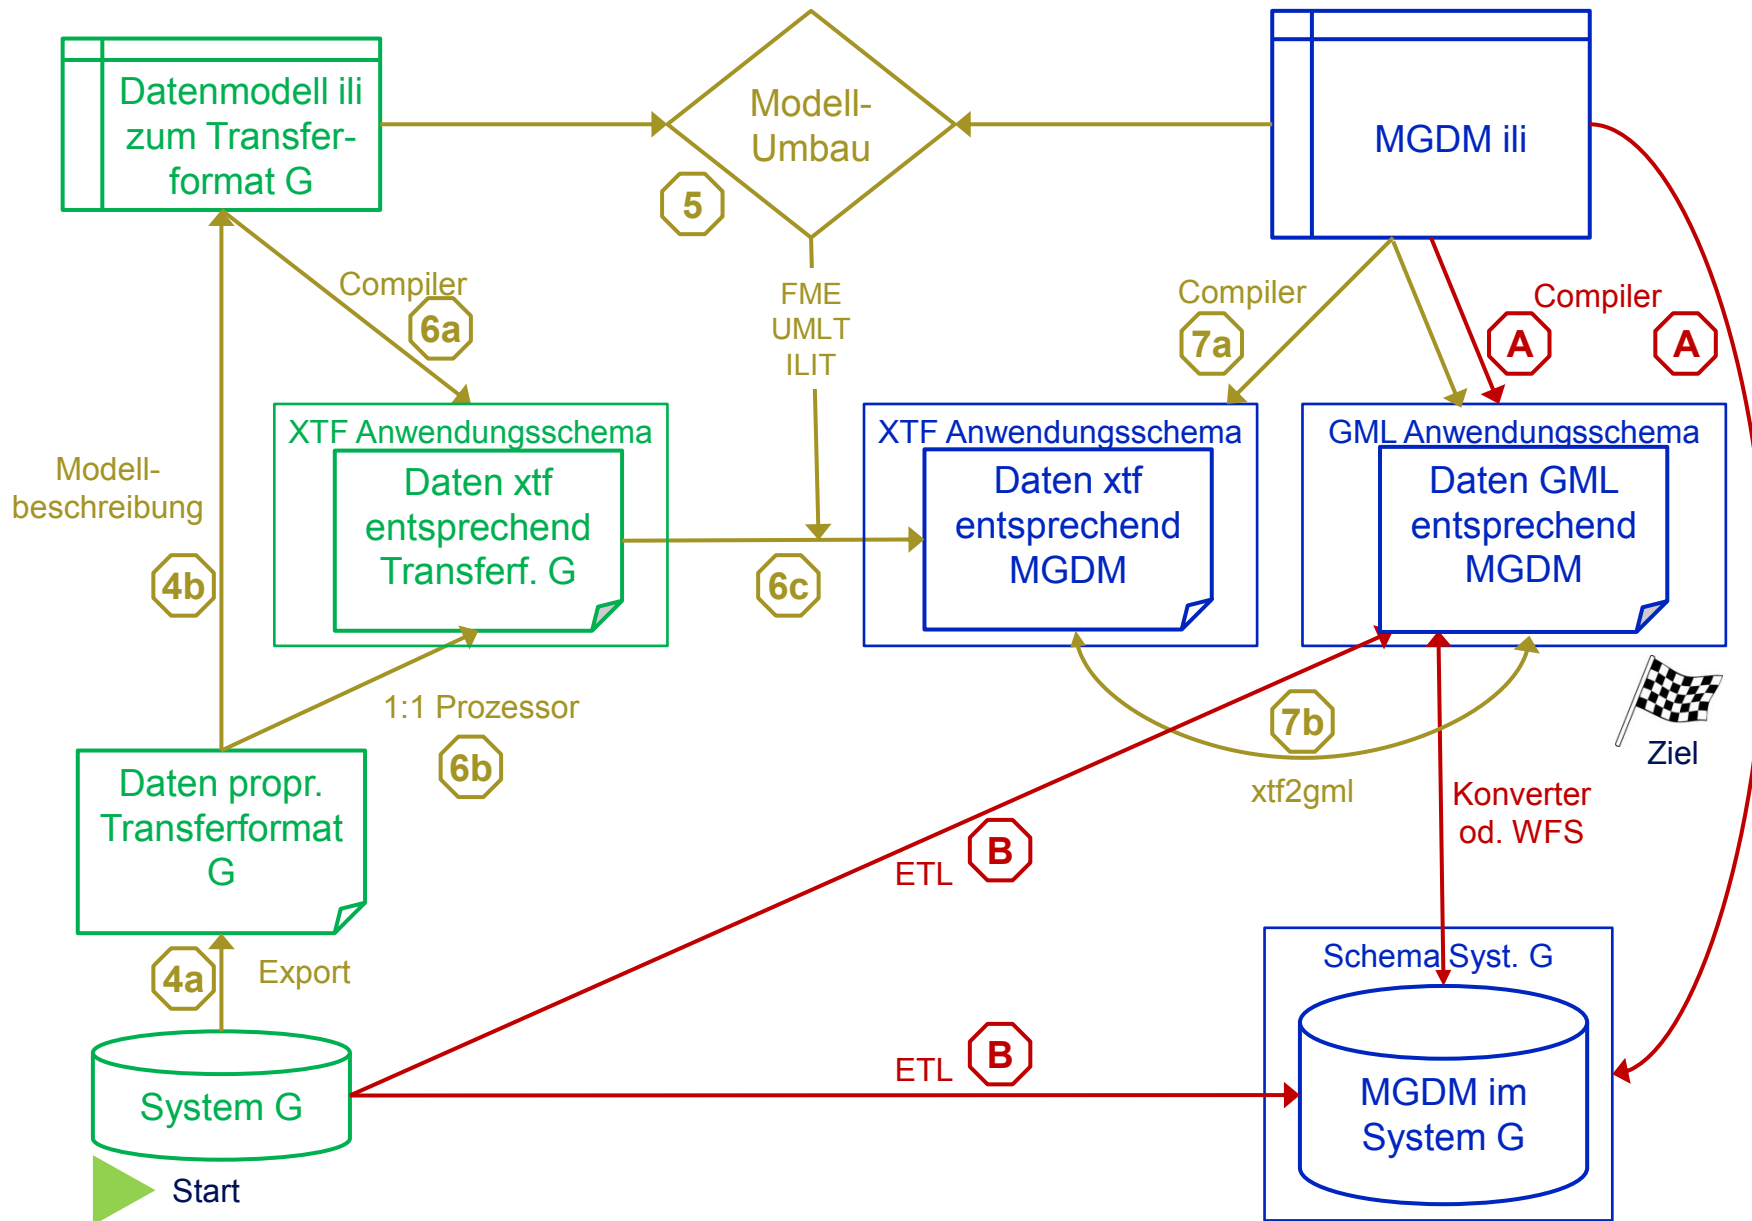 Datenmodell ili
zum Transfer-
format G
Modell-
Umbau
MGDM ili
5
Compiler
6a
FME
UMLT
ILIT
Compiler
7a
Compiler
A
A
XTF Anwendungsschema
Daten xtf
entsprechend
Transferf. G
XTF Anwendungsschema
Daten xtf
entsprechend
MGDM
GML Anwendungsschema
Daten GML
entsprechend
MGDM
Modell-
beschreibung
4b
6c
1:1 Prozessor
6b
7b
xtf2gml
Ziel
Daten propr.
Transferformat
G
Konverter
od. WFS
ETL
B
4a
Export
Schema Syst. G
ETL
B
System G
MGDM im
System G
Start